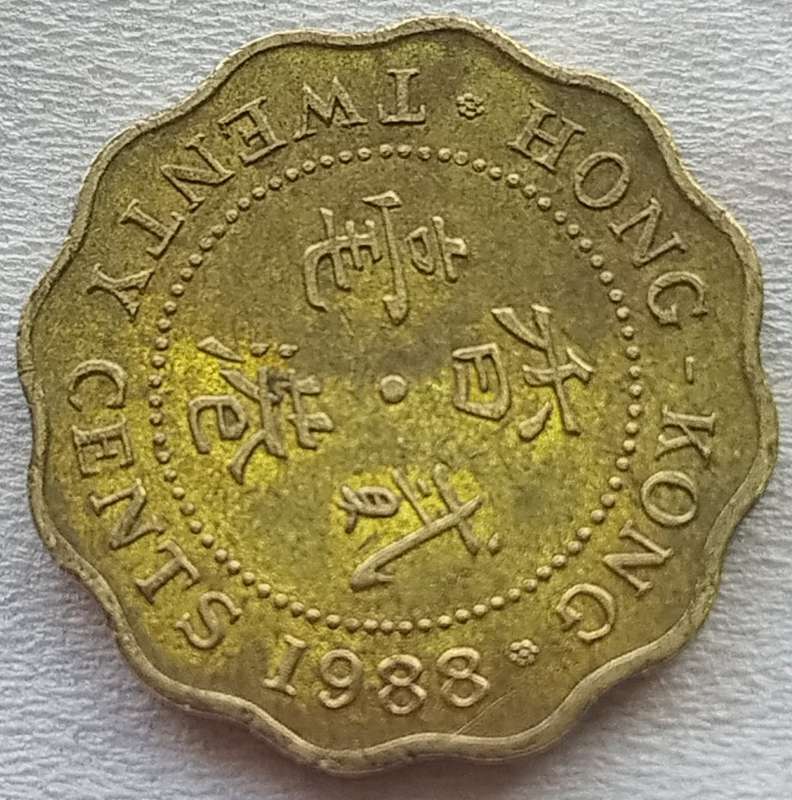 HONG-KONG
TWENTY CENTS
1988
香港
貳毫